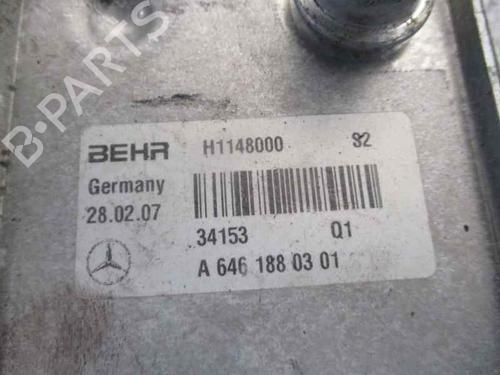 B-PARTS
BEHR H1148000 S2
Germany
28.02.07
34153 Q1
A 646 188 03 01